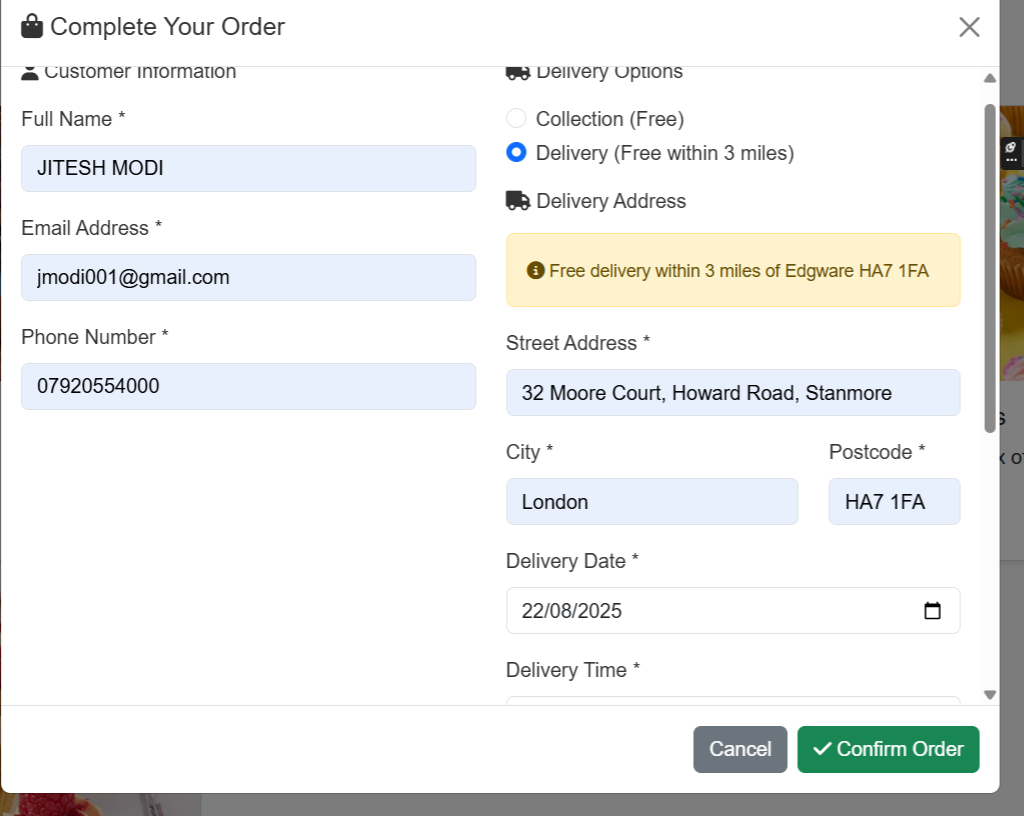 Complete Your Order
Customer Information
Full Name *
JITESH MODI
Email Address *
jmodi001@gmail.com
Phone Number *
07920554000
Delivery Options
Collection (Free)
Delivery (Free within 3 miles)
Delivery Address
Free delivery within 3 miles of Edgware HA7 1FA
Street Address *
32 Moore Court, Howard Road, Stanmore
City *
London
Postcode *
HA7 1FA
Delivery Date *
22/08/2025
Delivery Time *
Cancel
Confirm Order